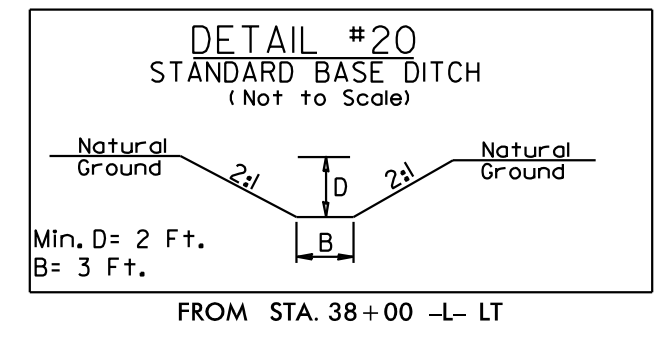 DETAIL #20
STANDARD BASE DITCH
(Not to Scale)
Natural
Ground
2:1
D
2:1
Natural
Ground
Min. D= 2 Ft.
B
B= 3 Ft.
FROM STA. 38+00 -L- LT